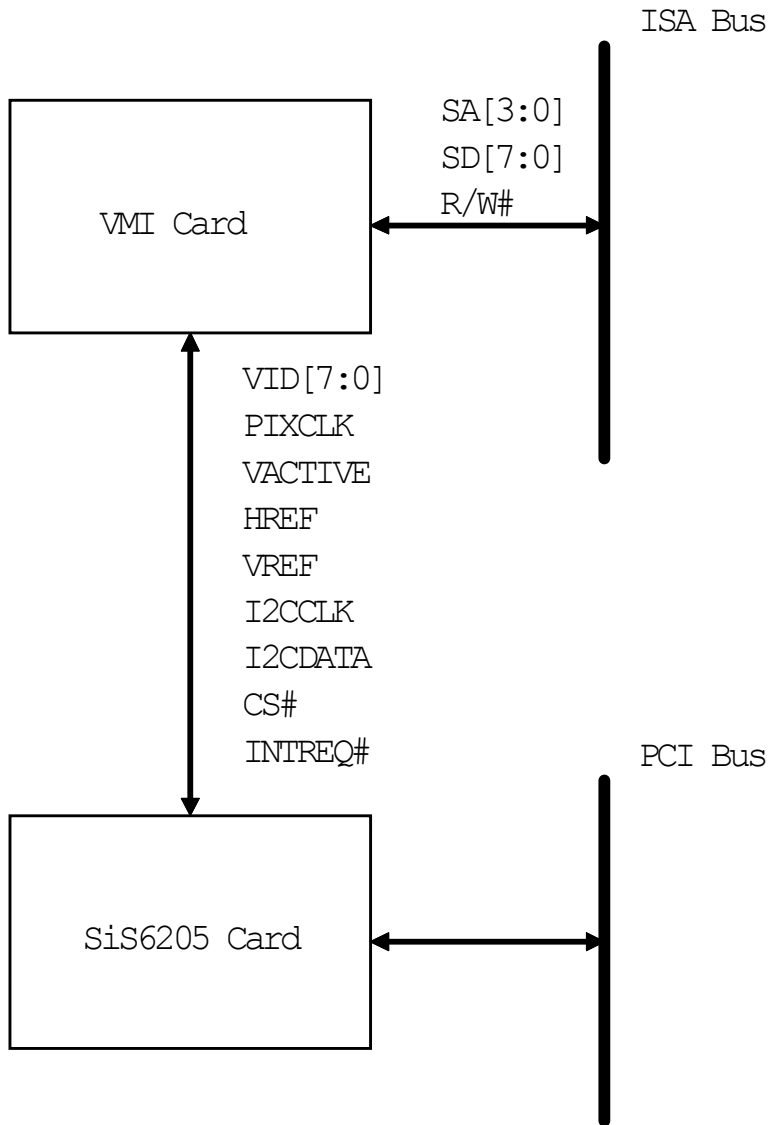 ISA Bus
SA[3:0]
SD[7:0]
R/W#
VMI Card
VID[7:0]
PIXCLK
VACTIVE
HREF
VREF
I2CCLK
I2CDATA
CS#
INTREQ#
PCI Bus
SiS6205 Card